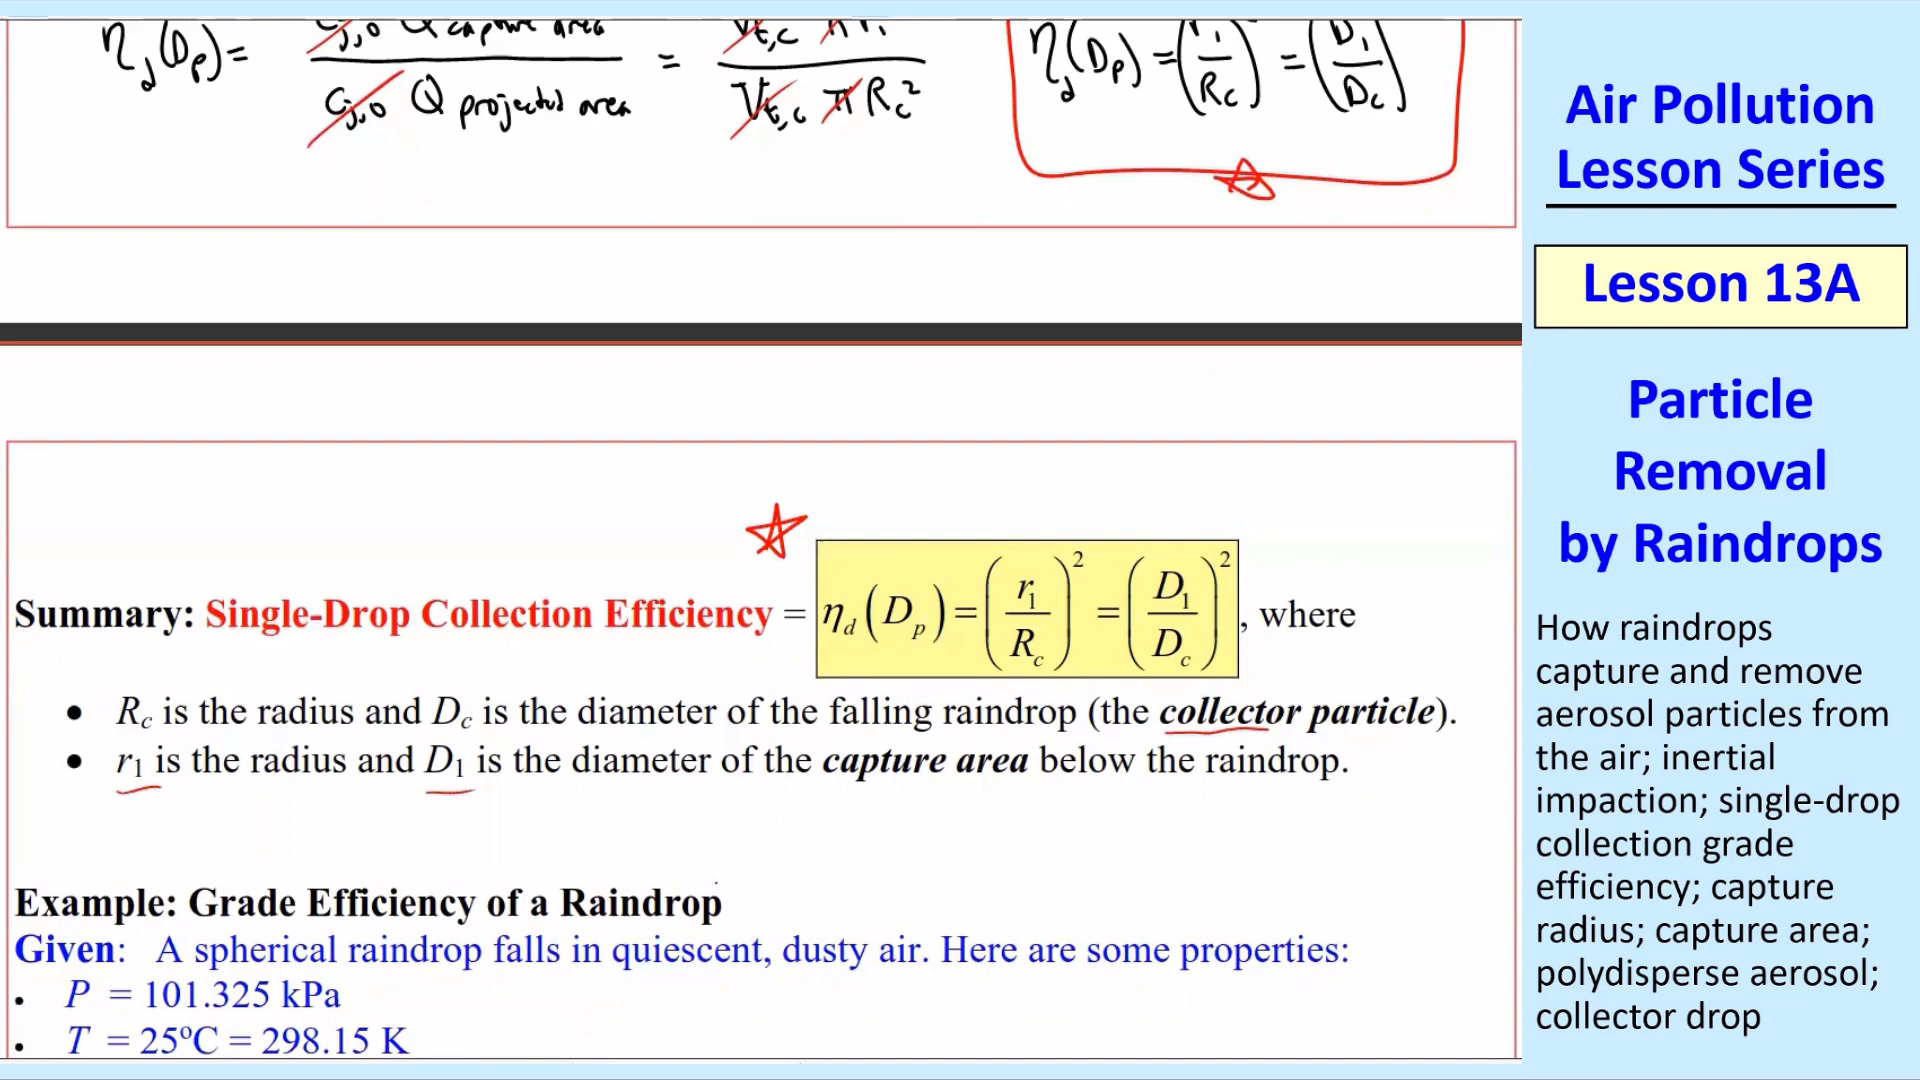 η_d(D_p) = c_j,0 Q capture area / c_j,0 Q projected area = V_t,c π r_1 / V_t,c π R_c²
η_d(D_p) = (r_1/R_c) = (D_1/D_c)
Summary: Single-Drop Collection Efficiency = η_d(D_p) = (r_1/R_c)² = (D_1/D_c)², where
• R_c is the radius and D_c is the diameter of the falling raindrop (the collector particle).
• r_1 is the radius and D_1 is the diameter of the capture area below the raindrop.
Example: Grade Efficiency of a Raindrop
Given: A spherical raindrop falls in quiescent, dusty air. Here are some properties:
• P = 101.325 kPa
• T = 25°C = 298.15 K
Air Pollution
Lesson Series
Lesson 13A
Particle
Removal
by Raindrops
How raindrops
capture and remove
aerosol particles from
the air; inertial
impaction; single-drop
collection grade
efficiency; capture
radius; capture area;
polydisperse aerosol;
collector drop